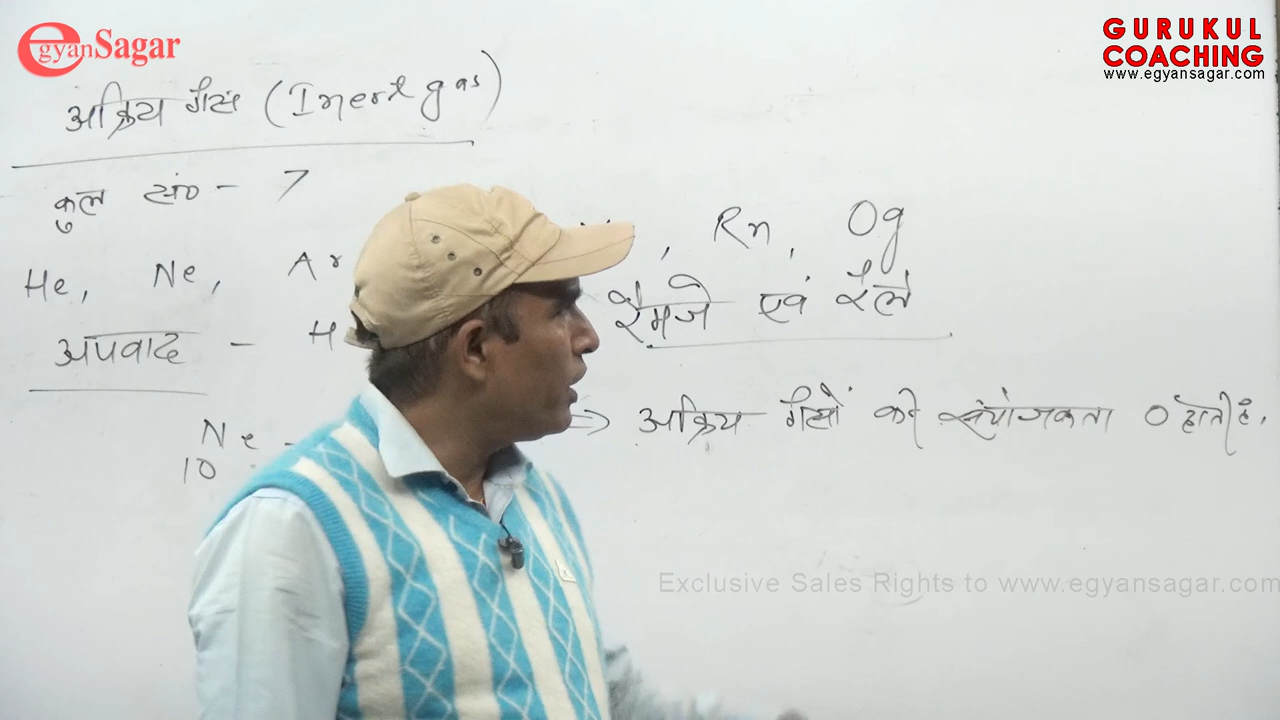 egyanSagar
GURUKUL
COACHING
www.egyansagar.com
अक्रिय गैस (Inert gas)
कुल सं० - 7
He, Ne, Ar , Rn, Og
रैमजे एवं रैले
अपवाद - H
⇒ अक्रिय गैसों की संयोजकता 0 होती है.
Ne -
10
Exclusive Sales Rights to www.egyansagar.com